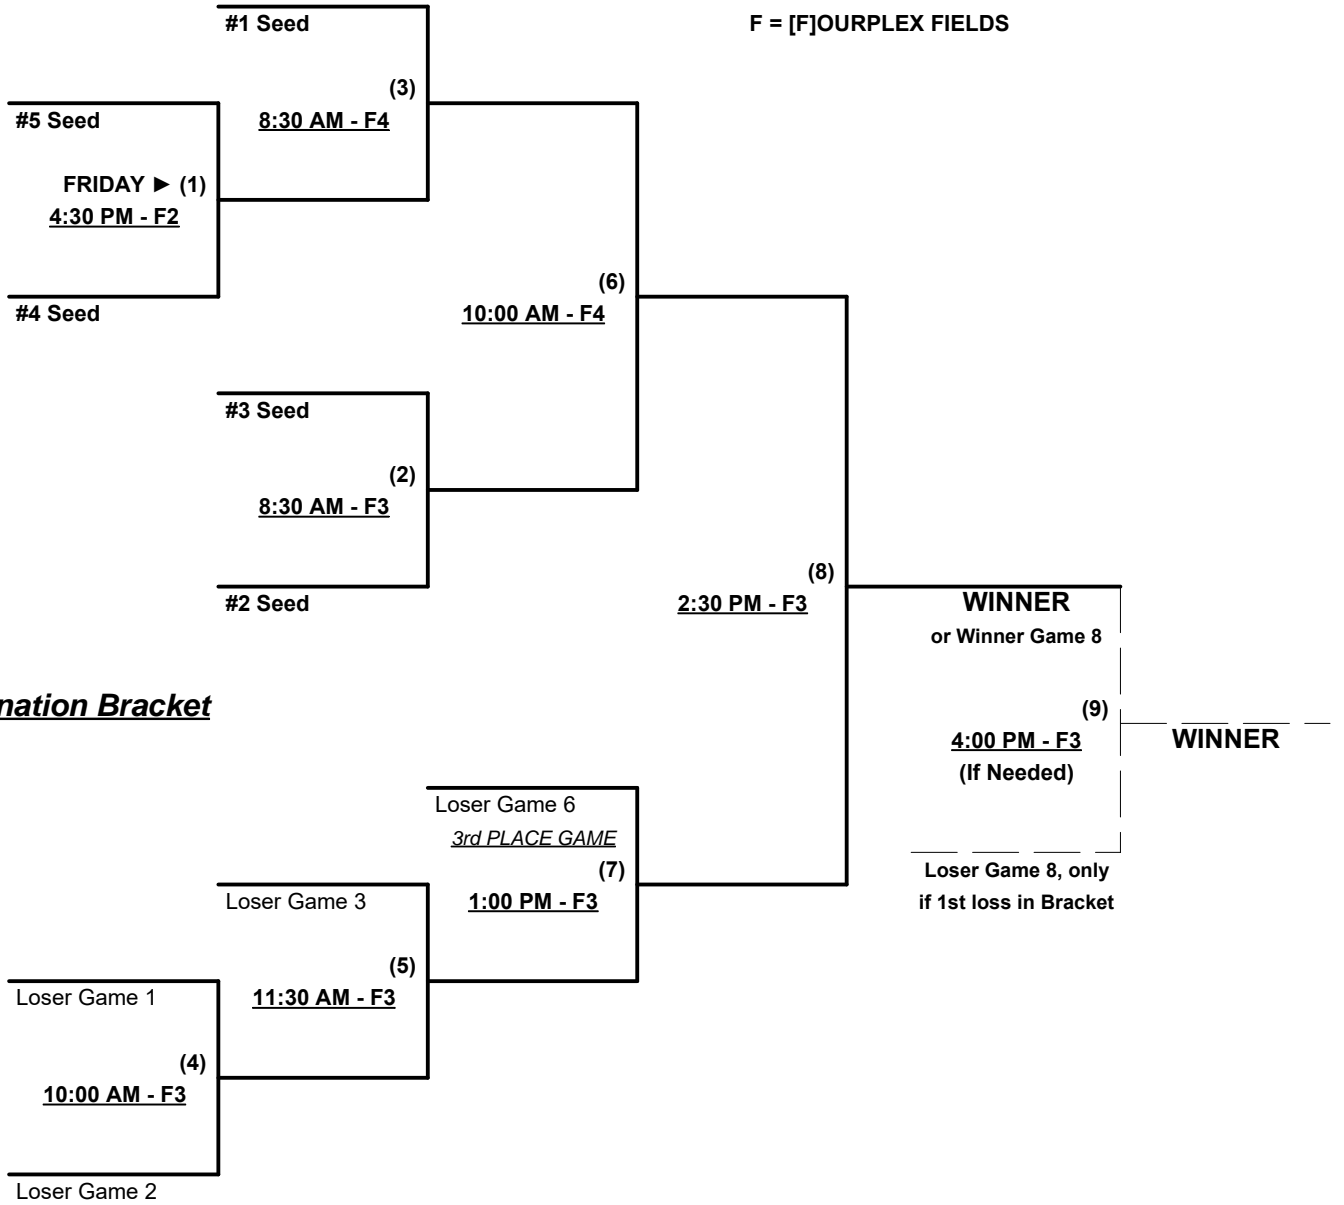 #1 Seed
F = [F]OURPLEX FIELDS
(3)
8:30 AM - F4
#5 Seed
FRIDAY ► (1)
4:30 PM - F2
#4 Seed
(6)
10:00 AM - F4
#3 Seed
(2)
8:30 AM - F3
#2 Seed
(8)
2:30 PM - F3
WINNER
or Winner Game 8
nation Bracket
(9)
4:00 PM - F3
(If Needed)
WINNER
Loser Game 6
3rd PLACE GAME
(7)
1:00 PM - F3
Loser Game 8, only
if 1st loss in Bracket
Loser Game 3
(5)
11:30 AM - F3
Loser Game 1
(4)
10:00 AM - F3
Loser Game 2